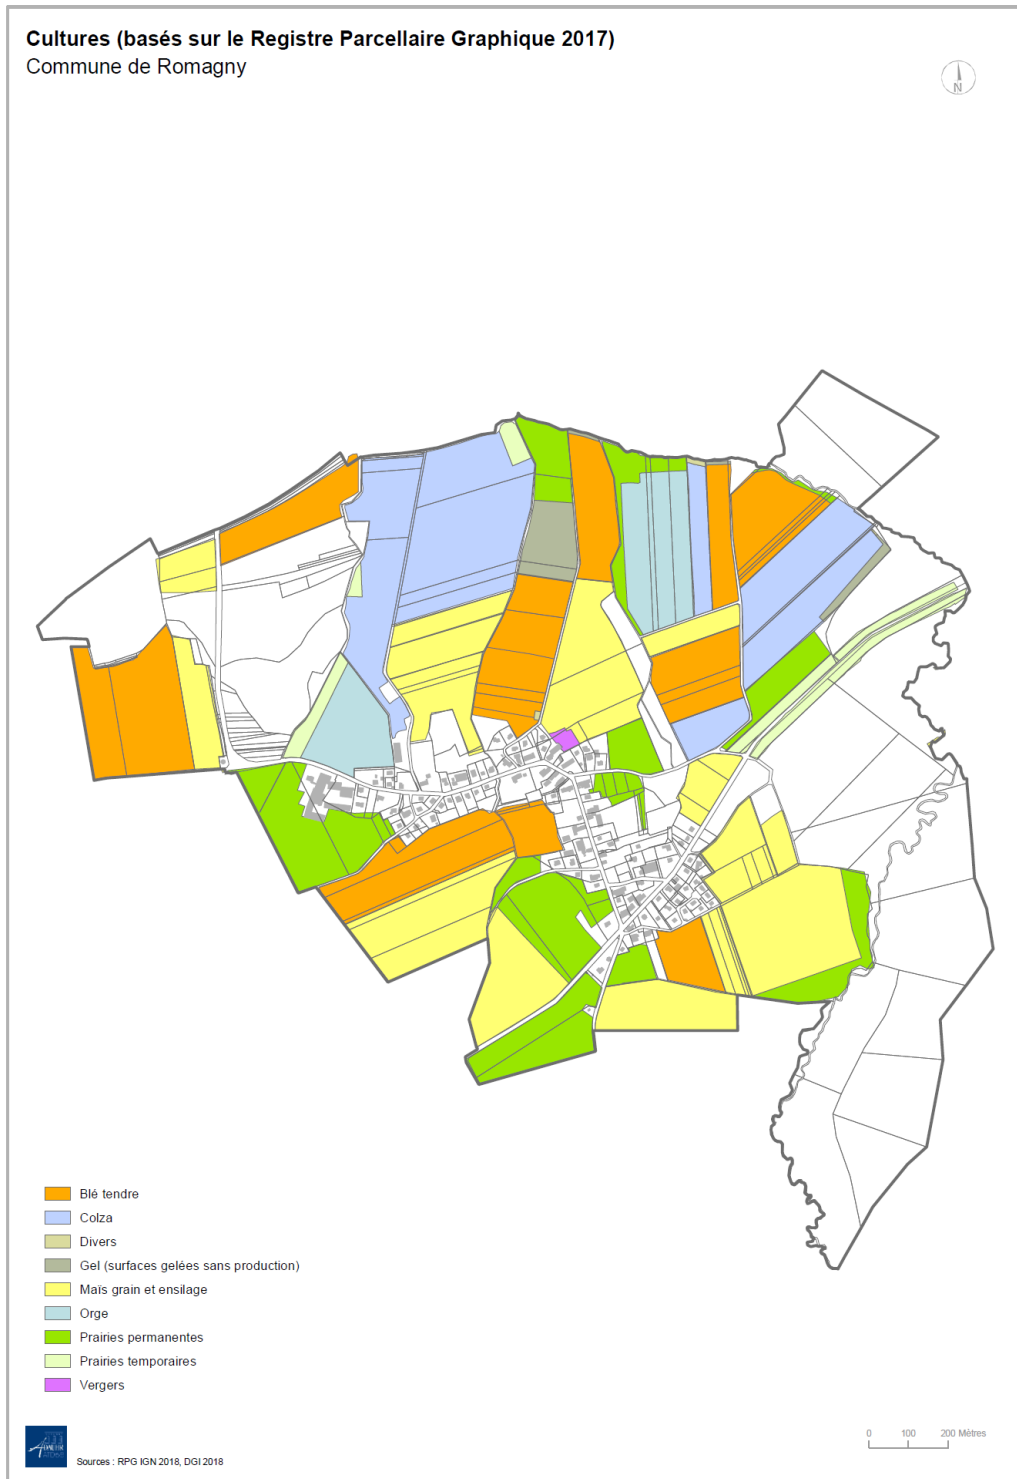 Cultures (basés sur le Registre Parcellaire Graphique 2017)
Commune de Romagny
N
Blé tendre
Colza
Divers
Gel (surfaces gelées sans production)
Maïs grain et ensilage
Orge
Prairies permanentes
Prairies temporaires
Vergers
0 100 200 Mètres
Sources : RPG IGN 2018, DGI 2018